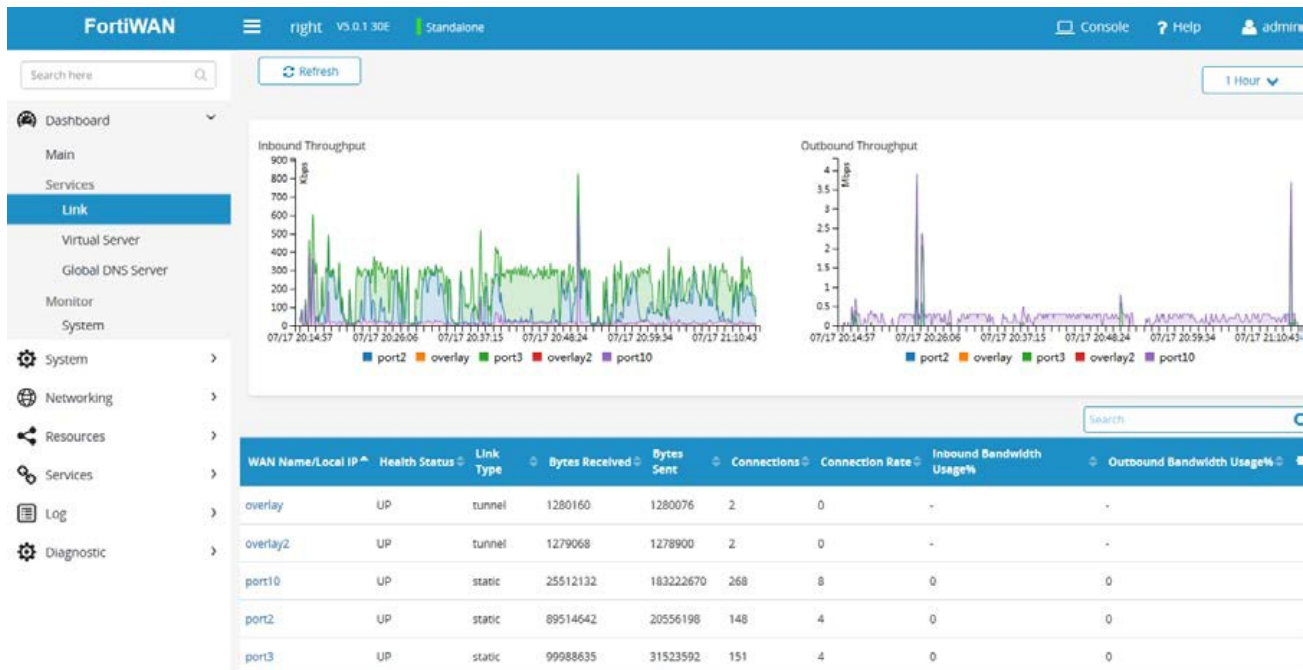 FortiWAN
right V5.0.1 30E Standalone
Console ? Help admin
Search here
Refresh
1 Hour
Dashboard
Main
Services
Link
Virtual Server
Global DNS Server
Monitor
System
System
Networking
Resources
Services
Log
Diagnostic
Inbound Throughput
Kbps
900
800
700
600
500
400
300
200
100
0
07/17 20:14:57 07/17 20:26:06 07/17 20:37:15 07/17 20:48:24 07/17 20:59:34 07/17 21:10:43
port2 overlay port3 overlay2 port10
Outbound Throughput
Mbps
4
3.5
3
2.5
2
1.5
1
0.5
0
07/17 20:14:57 07/17 20:26:06 07/17 20:37:15 07/17 20:48:24 07/17 20:59:34 07/17 21:10:43
port2 overlay port3 overlay2 port10
Search
WAN Name/Local IP Health Status Link Type Bytes Received Bytes Sent Connections Connection Rate Inbound Bandwidth Usage% Outbound Bandwidth Usage%
overlay UP tunnel 1280160 1280076 2 0 - -
overlay2 UP tunnel 1279068 1278900 2 0 - -
port10 UP static 25512132 183222670 268 8 0 0
port2 UP static 89514642 20556198 148 4 0 0
port3 UP static 99988635 31523592 151 4 0 0